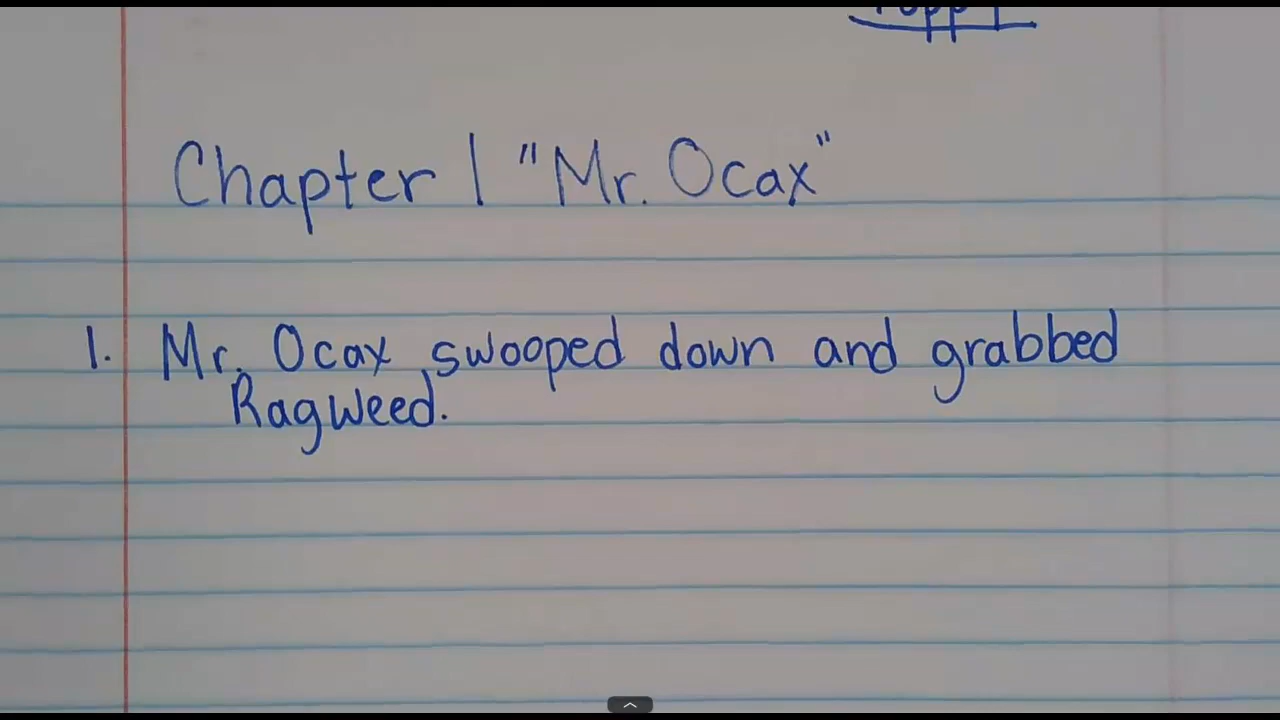 Chapter 1 "Mr. Ocax"
1. Mr. Ocax swooped down and grabbed
Ragweed.